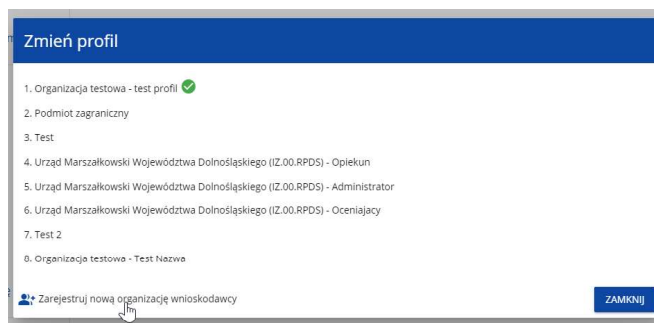 Zmień profil
1. Organizacja testowa - test profil
2. Podmiot zagraniczny
3. Test
4. Urząd Marszałkowski Województwa Dolnośląskiego (IZ.00.RPDS) - Opiekun
5. Urząd Marszałkowski Województwa Dolnośląskiego (IZ.00.RPDS) - Administrator
6. Urząd Marszałkowski Województwa Dolnośląskiego (IZ.00.RPDS) - Oceniajacy
7. Test 2
8. Organizacja testowa - Test Nazwa
Zarejestruj nową organizację wnioskodawcy
ZAMKNIJ